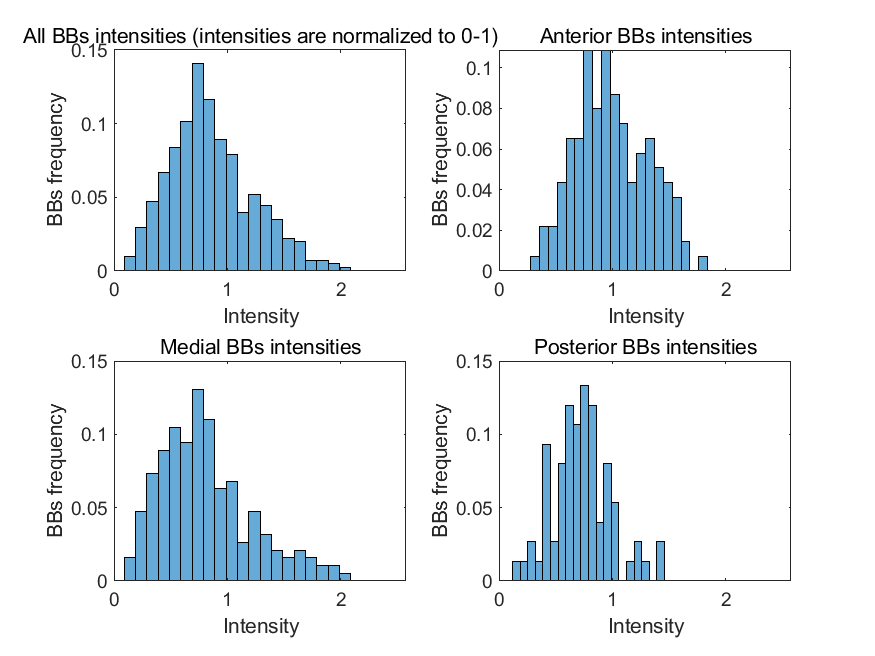 All BBs intensities (intensities are normalized to 0-1)
0.15
0.1
0.05
0
BBs frequency
0 1 2
Intensity
Anterior BBs intensities
0.1
0.08
0.06
0.04
0.02
0
BBs frequency
0 1 2
Intensity
Medial BBs intensities
0.15
0.1
0.05
0
BBs frequency
0 1 2
Intensity
Posterior BBs intensities
0.15
0.1
0.05
0
BBs frequency
0 1 2
Intensity